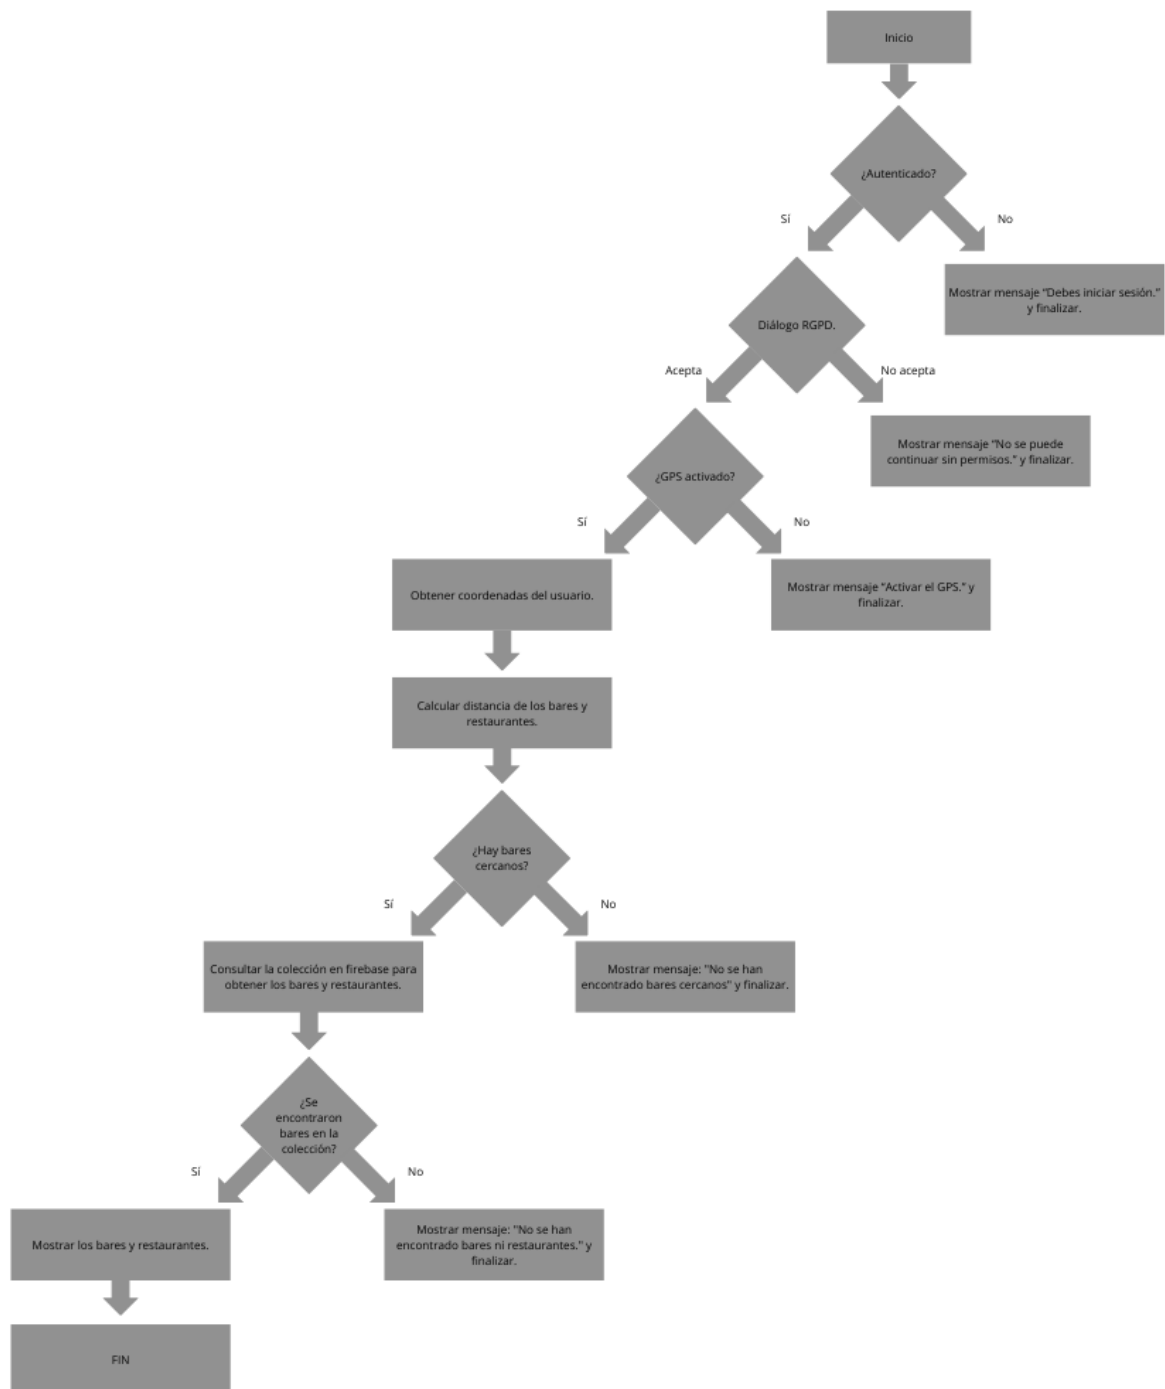 Inicio
¿Autenticado?
Sí
No
Mostrar mensaje “Debes iniciar sesión.”
y finalizar.
Diálogo RGPD.
Acepta
No acepta
Mostrar mensaje “No se puede
continuar sin permisos.” y finalizar.
¿GPS activado?
Sí
No
Obtener coordenadas del usuario.
Mostrar mensaje “Activar el GPS.” y
finalizar.
Calcular distancia de los bares y
restaurantes.
¿Hay bares
cercanos?
Sí
No
Consultar la colección en firebase para
obtener los bares y restaurantes.
Mostrar mensaje: "No se han
encontrado bares cercanos" y finalizar.
¿Se
encontraron
bares en la
colección?
Sí
No
Mostrar los bares y restaurantes.
Mostrar mensaje: "No se han
encontrado bares ni restaurantes." y
finalizar.
FIN